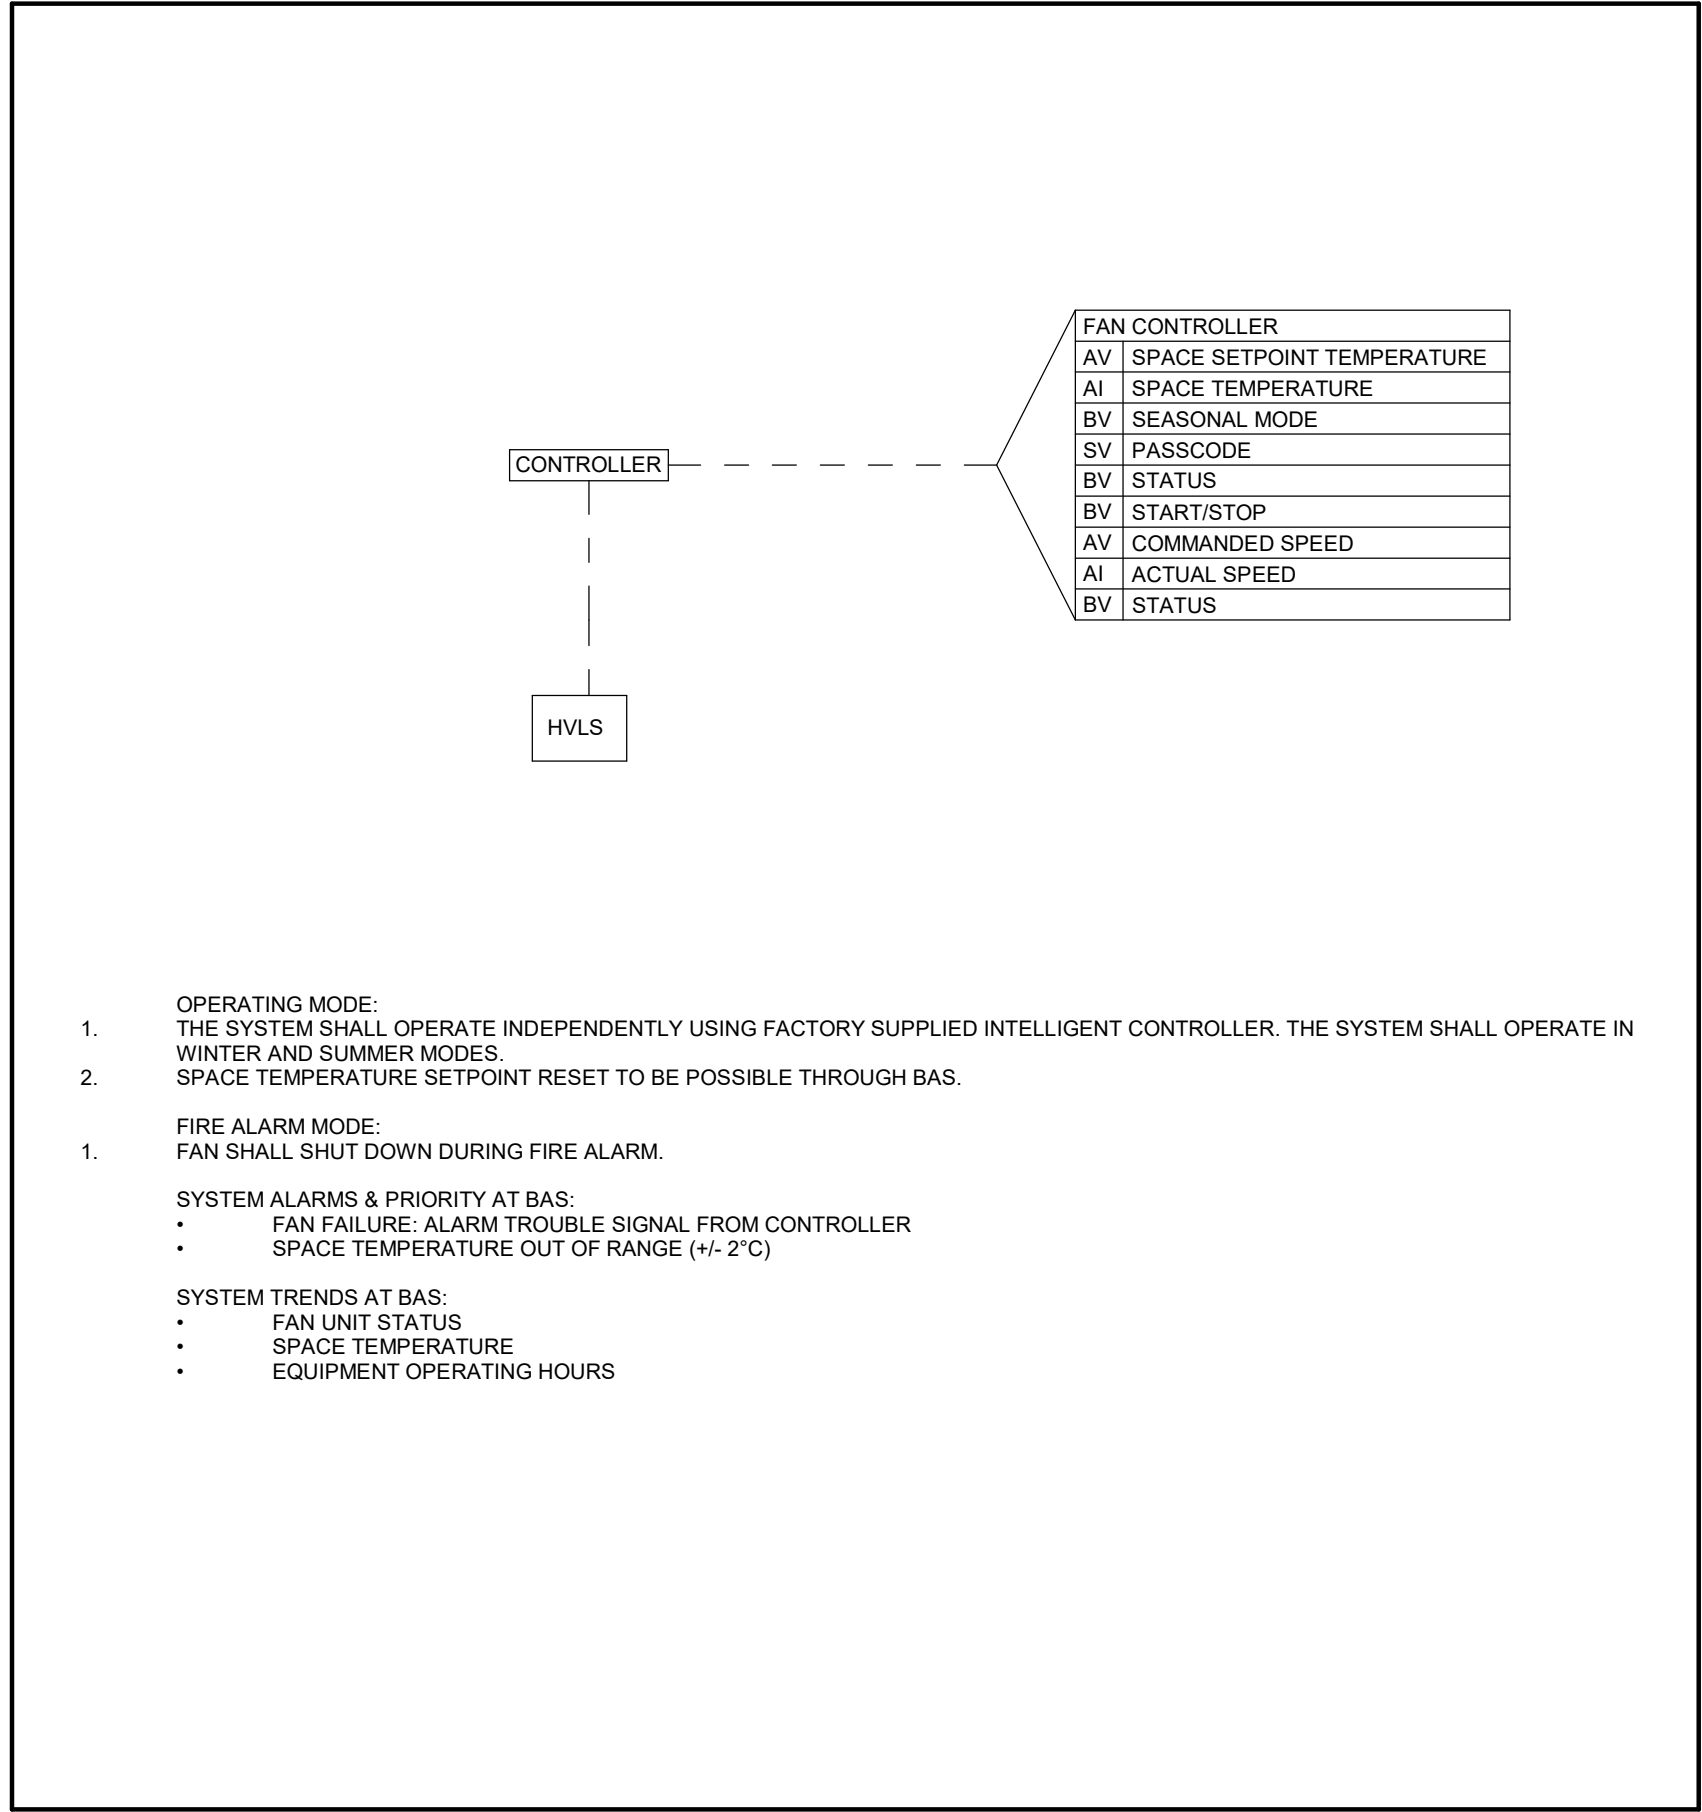 FAN CONTROLLER
AV SPACE SETPOINT TEMPERATURE
AI SPACE TEMPERATURE
BV SEASONAL MODE
SV PASSCODE
BV STATUS
BV START/STOP
AV COMMANDED SPEED
AI ACTUAL SPEED
BV STATUS
CONTROLLER
HVLS
OPERATING MODE:
1. THE SYSTEM SHALL OPERATE INDEPENDENTLY USING FACTORY SUPPLIED INTELLIGENT CONTROLLER. THE SYSTEM SHALL OPERATE IN
WINTER AND SUMMER MODES.
2. SPACE TEMPERATURE SETPOINT RESET TO BE POSSIBLE THROUGH BAS.
FIRE ALARM MODE:
1. FAN SHALL SHUT DOWN DURING FIRE ALARM.
SYSTEM ALARMS & PRIORITY AT BAS:
• FAN FAILURE: ALARM TROUBLE SIGNAL FROM CONTROLLER
• SPACE TEMPERATURE OUT OF RANGE (+/- 2°C)
SYSTEM TRENDS AT BAS:
• FAN UNIT STATUS
• SPACE TEMPERATURE
• EQUIPMENT OPERATING HOURS